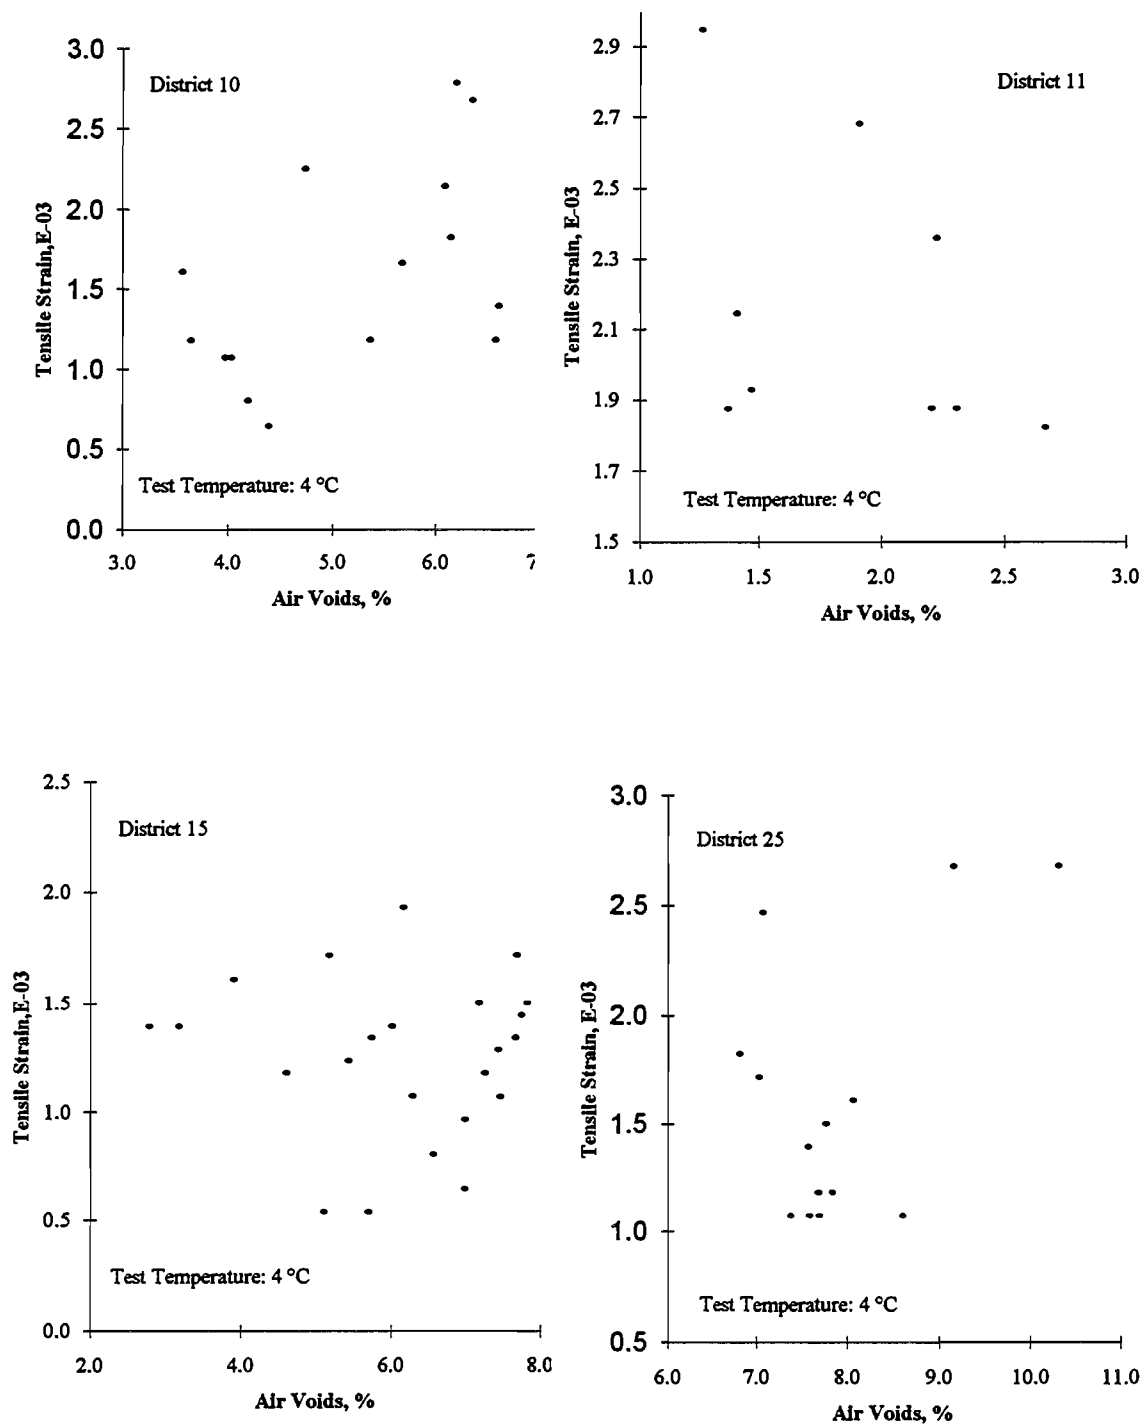 3.0
District 10
2.5
2.0
1.5
1.0
0.5
0.0
Tensile Strain,E-03
Test Temperature: 4 °C
3.0 4.0 5.0 6.0 7
Air Voids, %
2.9
District 11
2.7
2.5
2.3
2.1
1.9
1.7
1.5
Tensile Strain, E-03
Test Temperature: 4 °C
1.0 1.5 2.0 2.5 3.0
Air Voids, %
2.5
District 15
2.0
1.5
1.0
0.5
0.0
Tensile Strain,E-03
Test Temperature: 4 °C
2.0 4.0 6.0 8.0
Air Voids, %
3.0
District 25
2.5
2.0
1.5
1.0
0.5
Tensile Strain, E-03
Test Temperature: 4 °C
6.0 7.0 8.0 9.0 10.0 11.0
Air Voids, %